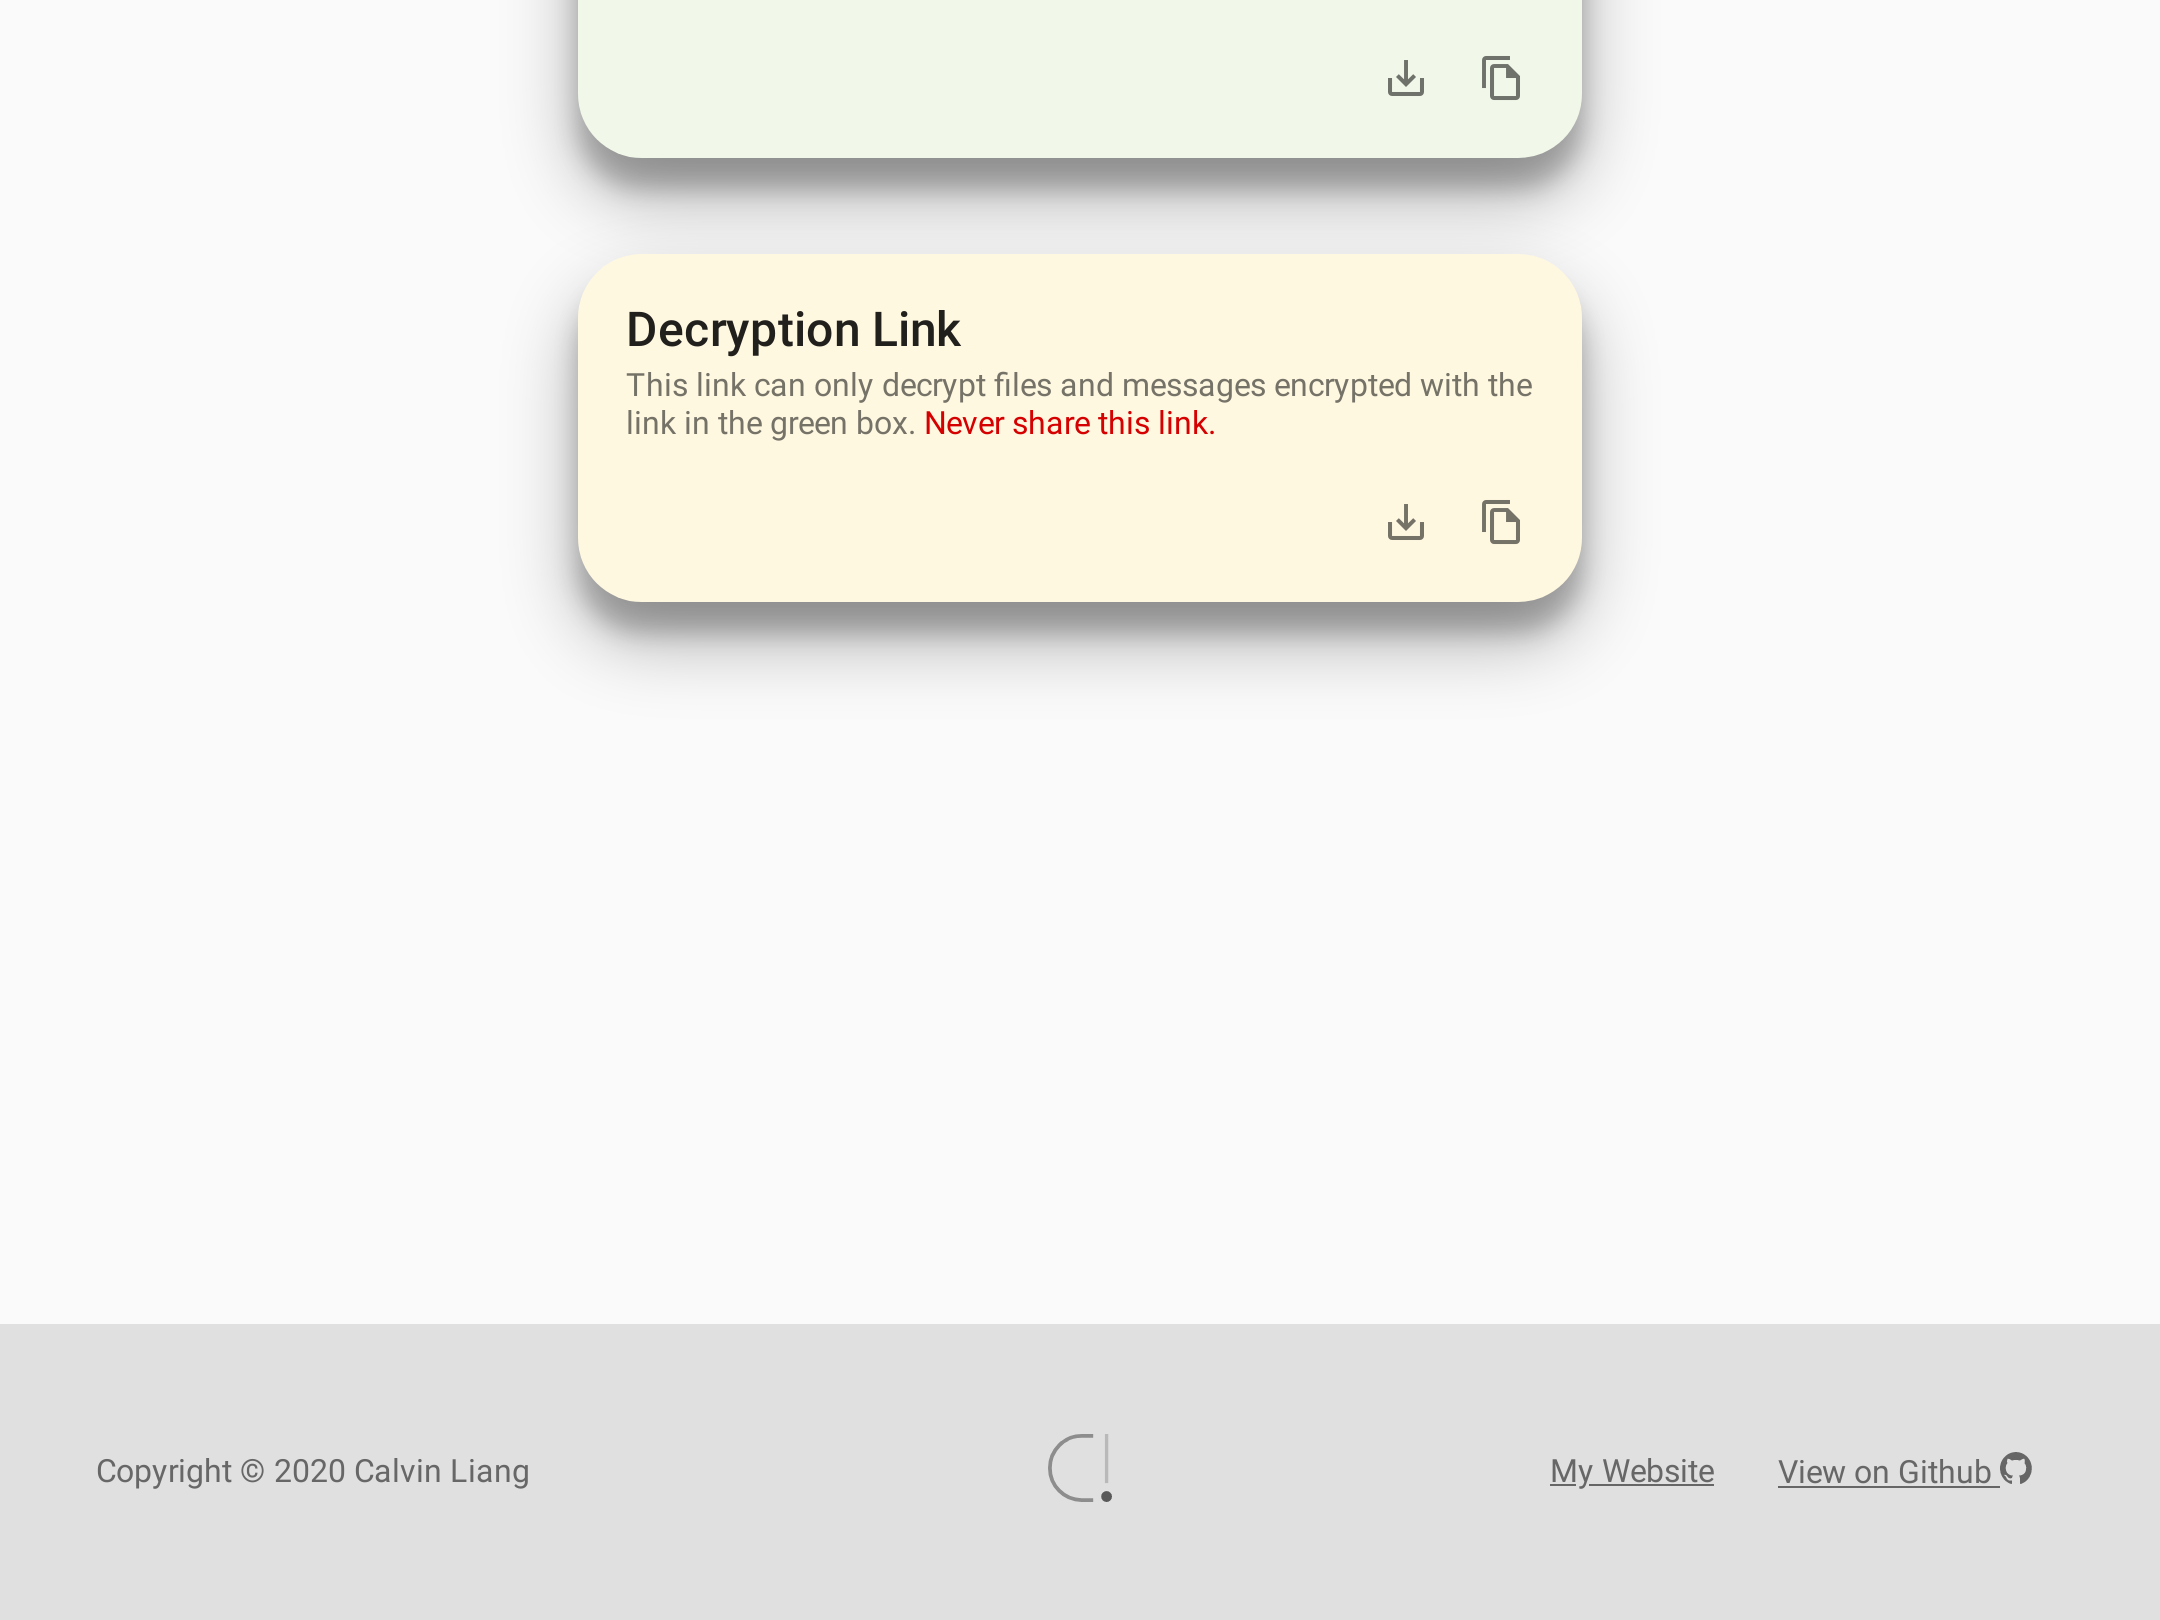 Decryption Link
This link can only decrypt files and messages encrypted with the
link in the green box. Never share this link.
Copyright © 2020 Calvin Liang
My Website
View on Github